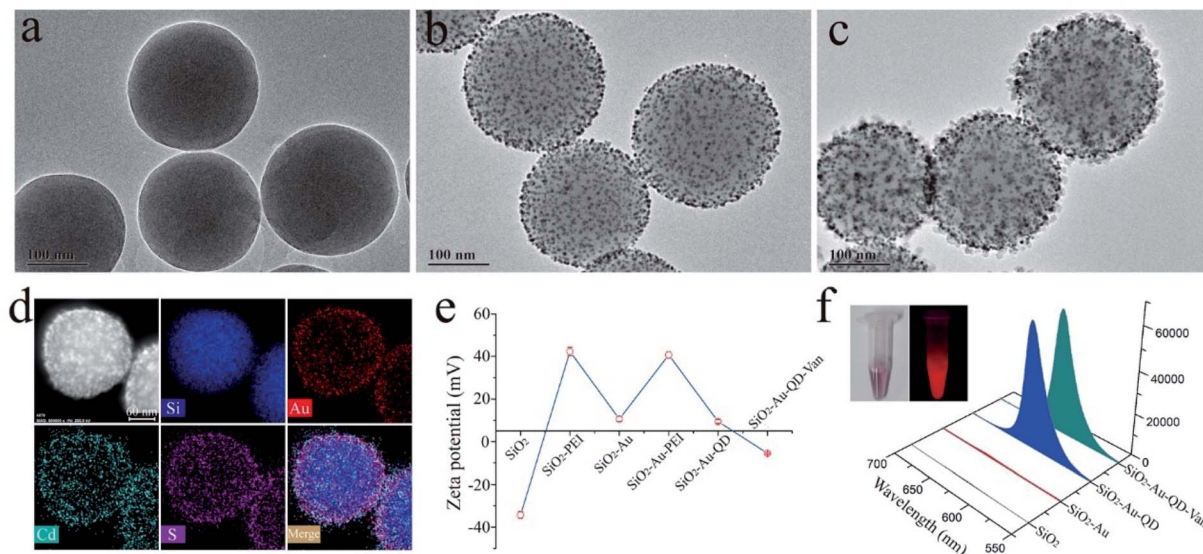 a
100 nm
b
100 nm
c
100 nm
d
60 nm
Si
Au
Cd
S
Merge
e
Zeta potential (mV)
60
40
20
0
-20
-40
SiO₂
SiO₂-PEI
SiO₂-Au
SiO₂-Au-PEI
SiO₂-Au-QD
SiO₂-Au-QD-Van
f
60000
40000
20000
0
700
650
600
550
Wavelength (nm)
SiO₂
SiO₂-Au
SiO₂-Au-QD
SiO₂-Au-QD-Van